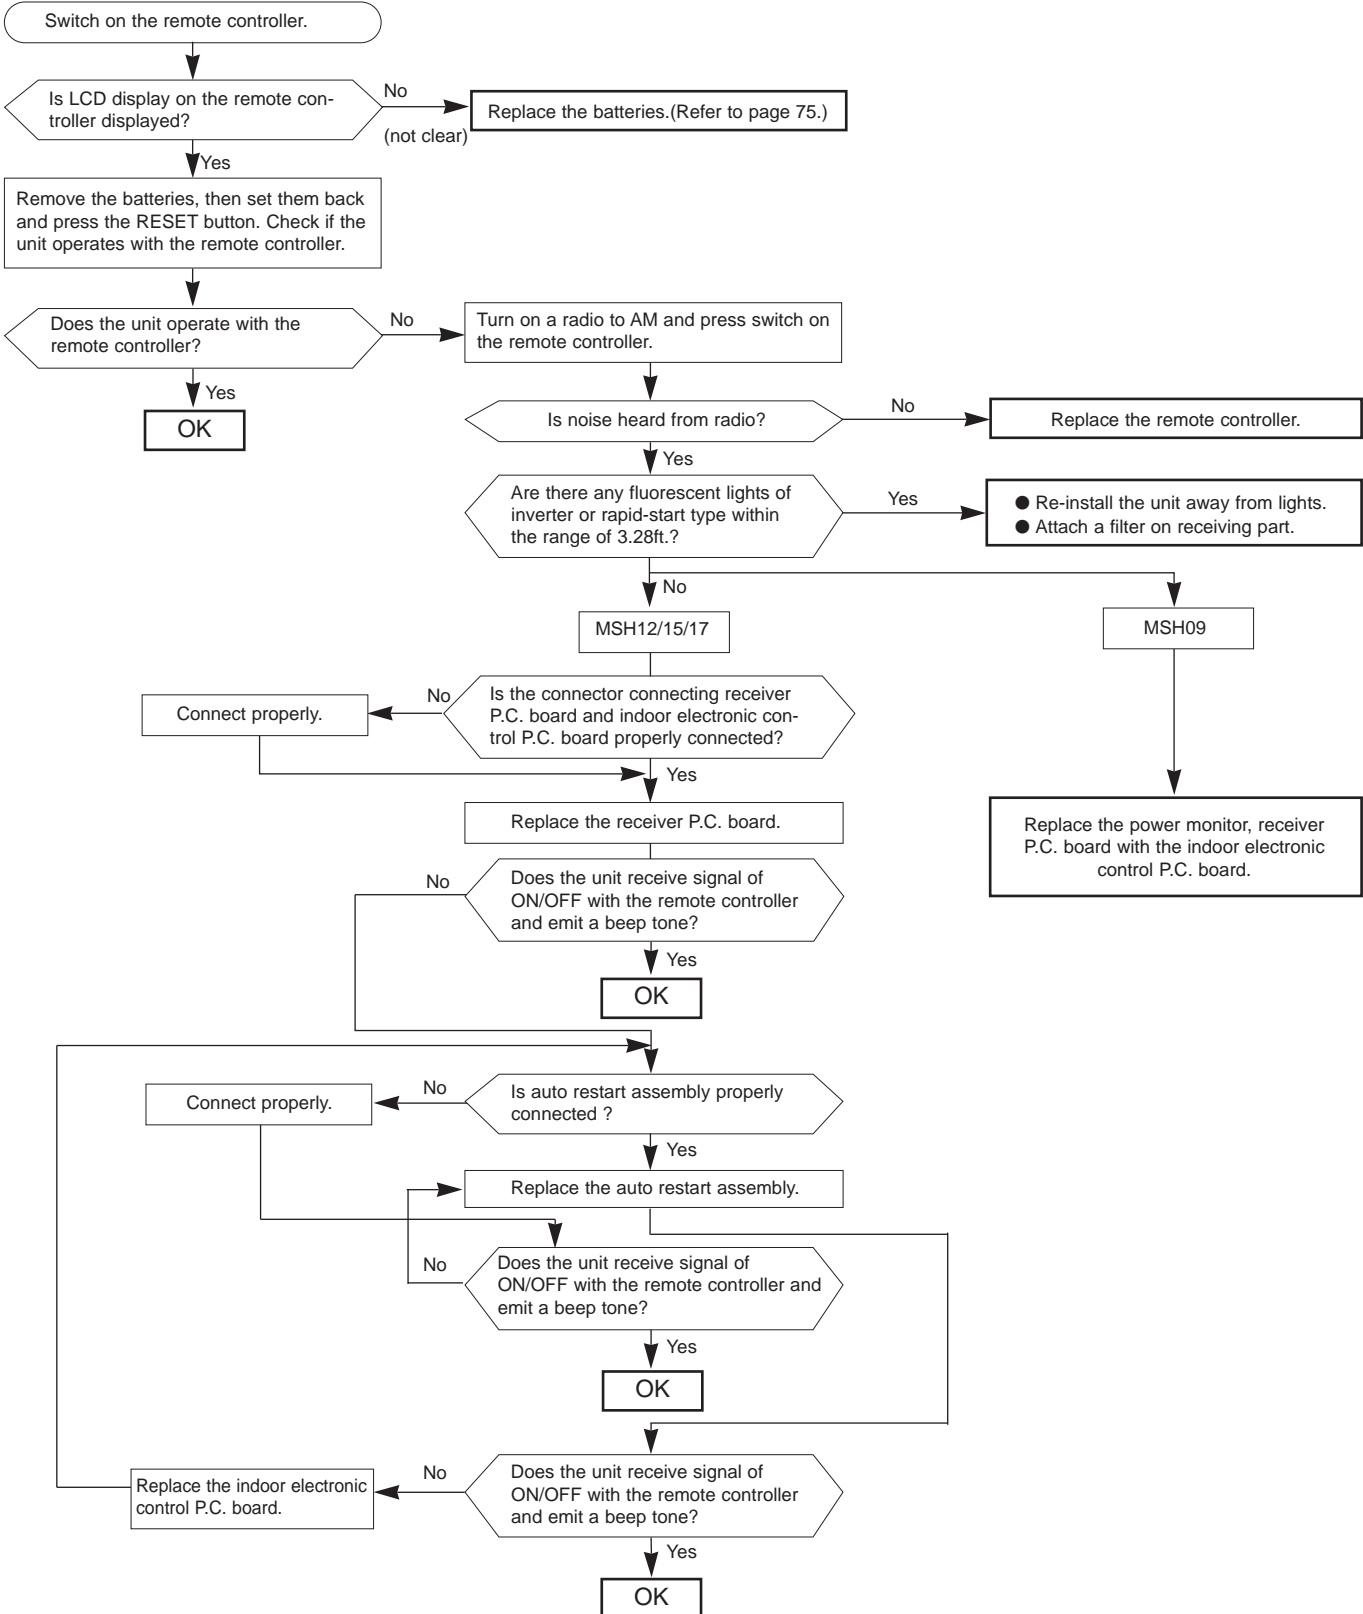 Switch on the remote controller.
Is LCD display on the remote con-
troller displayed?
No
(not clear)
Replace the batteries.(Refer to page 75.)
Yes
Remove the batteries, then set them back
and press the RESET button. Check if the
unit operates with the remote controller.
Does the unit operate with the
remote controller?
No
Turn on a radio to AM and press switch on
the remote controller.
Yes
OK
Is noise heard from radio?
No
Replace the remote controller.
Yes
Are there any fluorescent lights of
inverter or rapid-start type within
the range of 3.28ft.?
Yes
● Re-install the unit away from lights.
● Attach a filter on receiving part.
No
MSH12/15/17
MSH09
Is the connector connecting receiver
P.C. board and indoor electronic con-
trol P.C. board properly connected?
No
Connect properly.
Yes
Replace the receiver P.C. board.
Replace the power monitor, receiver
P.C. board with the indoor electronic
control P.C. board.
Does the unit receive signal of
ON/OFF with the remote controller
and emit a beep tone?
No
Yes
OK
Is auto restart assembly properly
connected ?
No
Connect properly.
Yes
Replace the auto restart assembly.
Does the unit receive signal of
ON/OFF with the remote controller and
emit a beep tone?
No
Yes
OK
Does the unit receive signal of
ON/OFF with the remote controller
and emit a beep tone?
No
Replace the indoor electronic
control P.C. board.
Yes
OK